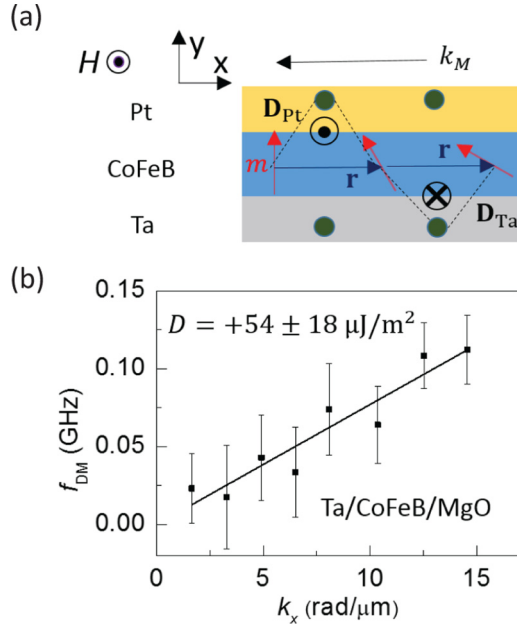 (a)
H
y
x
k_M
Pt
D_Pt
CoFeB
m
r
r
Ta
D_Ta
(b)
0.15
0.10
0.05
0.00
f_DM (GHz)
D = +54 ± 18 μJ/m²
Ta/CoFeB/MgO
0 5 10 15
k_x (rad/μm)